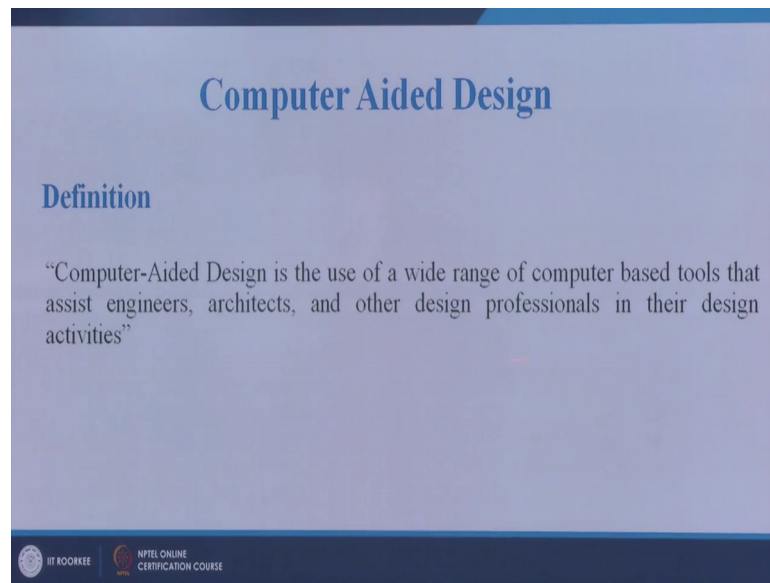 Computer Aided Design
Definition
“Computer-Aided Design is the use of a wide range of computer based tools that
assist engineers, architects, and other design professionals in their design
activities”
IIT ROORKEE
NPTEL ONLINE
CERTIFICATION COURSE